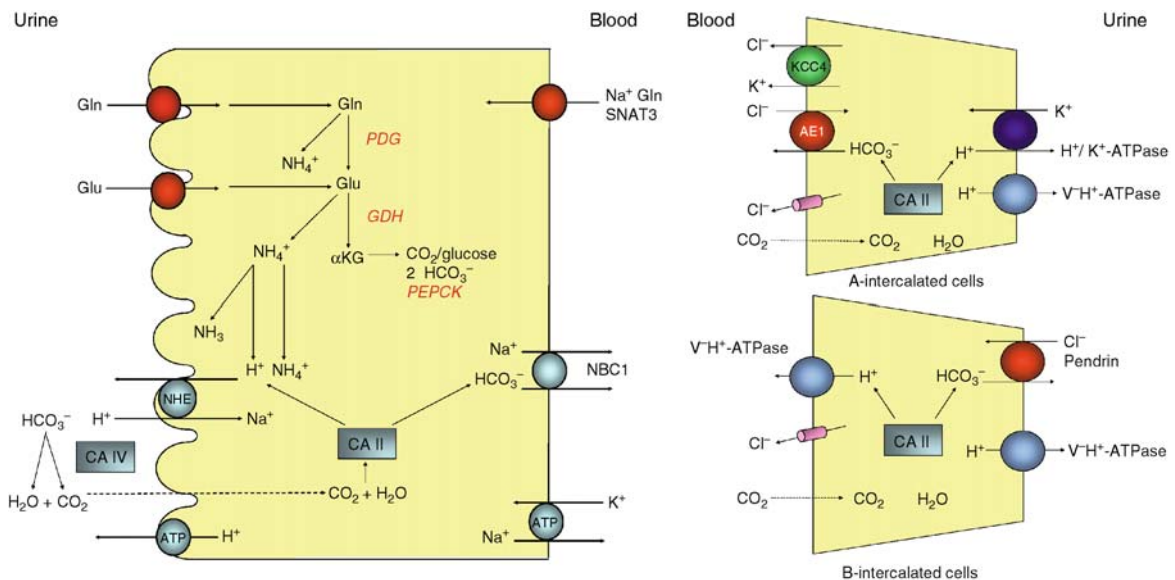 Urine
Blood
Gln
Gln
Na⁺ Gln
SNAT3
PDG
NH₄⁺
Glu
Glu
GDH
NH₄⁺
αKG
CO₂/glucose
2 HCO₃⁻
PEPCK
NH₃
H⁺
NH₄⁺
Na⁺
HCO₃⁻
NBC1
NHE
HCO₃⁻
H⁺
Na⁺
CA IV
CA II
H₂O + CO₂
CO₂ + H₂O
K⁺
ATP
H⁺
Na⁺
ATP
Blood
Urine
Cl⁻
KCC4
K⁺
Cl⁻
K⁺
AE1
HCO₃⁻
H⁺
H⁺/ K⁺-ATPase
CA II
H⁺
V⁻H⁺-ATPase
Cl⁻
CO₂
CO₂
H₂O
A-intercalated cells
V⁻H⁺-ATPase
Cl⁻
Pendrin
H⁺
HCO₃⁻
Cl⁻
CA II
H⁺
V⁻H⁺-ATPase
CO₂
CO₂
H₂O
B-intercalated cells